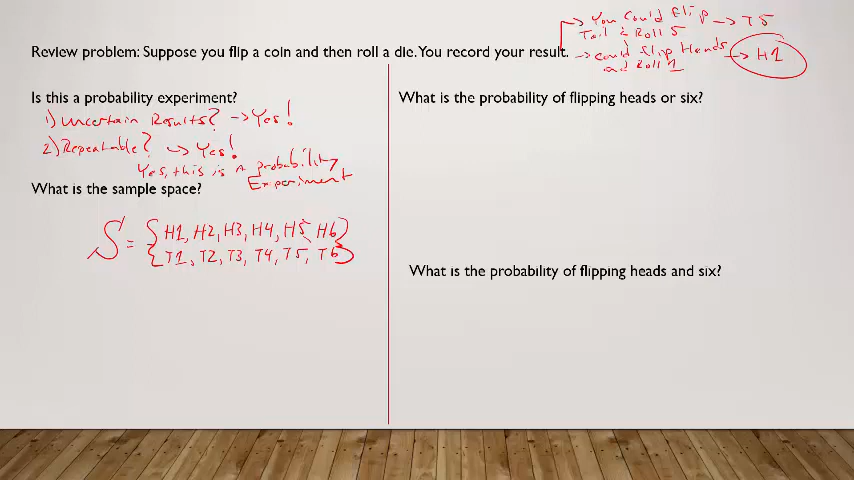 You Could Flip → T5
Tail & Roll 5
Review problem: Suppose you flip a coin and then roll a die. You record your result.
→ Could flip Heads → H1
and Roll 1
Is this a probability experiment?
1) Uncertain Results? → Yes!
2) Repeatable? → Yes!
Yes, this is a probability
Experiment
What is the sample space?
S = {H1, H2, H3, H4, H5, H6
T1, T2, T3, T4, T5, T6}
What is the probability of flipping heads or six?
What is the probability of flipping heads and six?